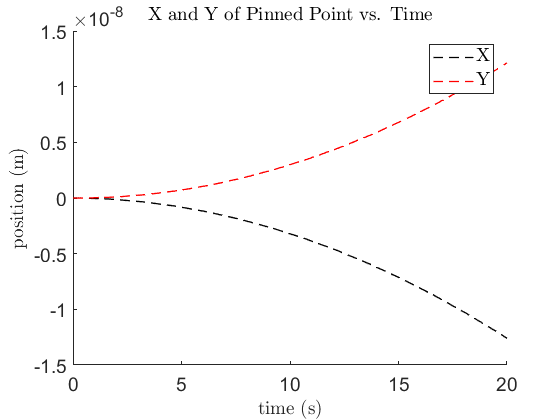 X and Y of Pinned Point vs. Time
×10^-8
1.5
1
0.5
0
-0.5
-1
-1.5
position (m)
X
Y
0 5 10 15 20
time (s)